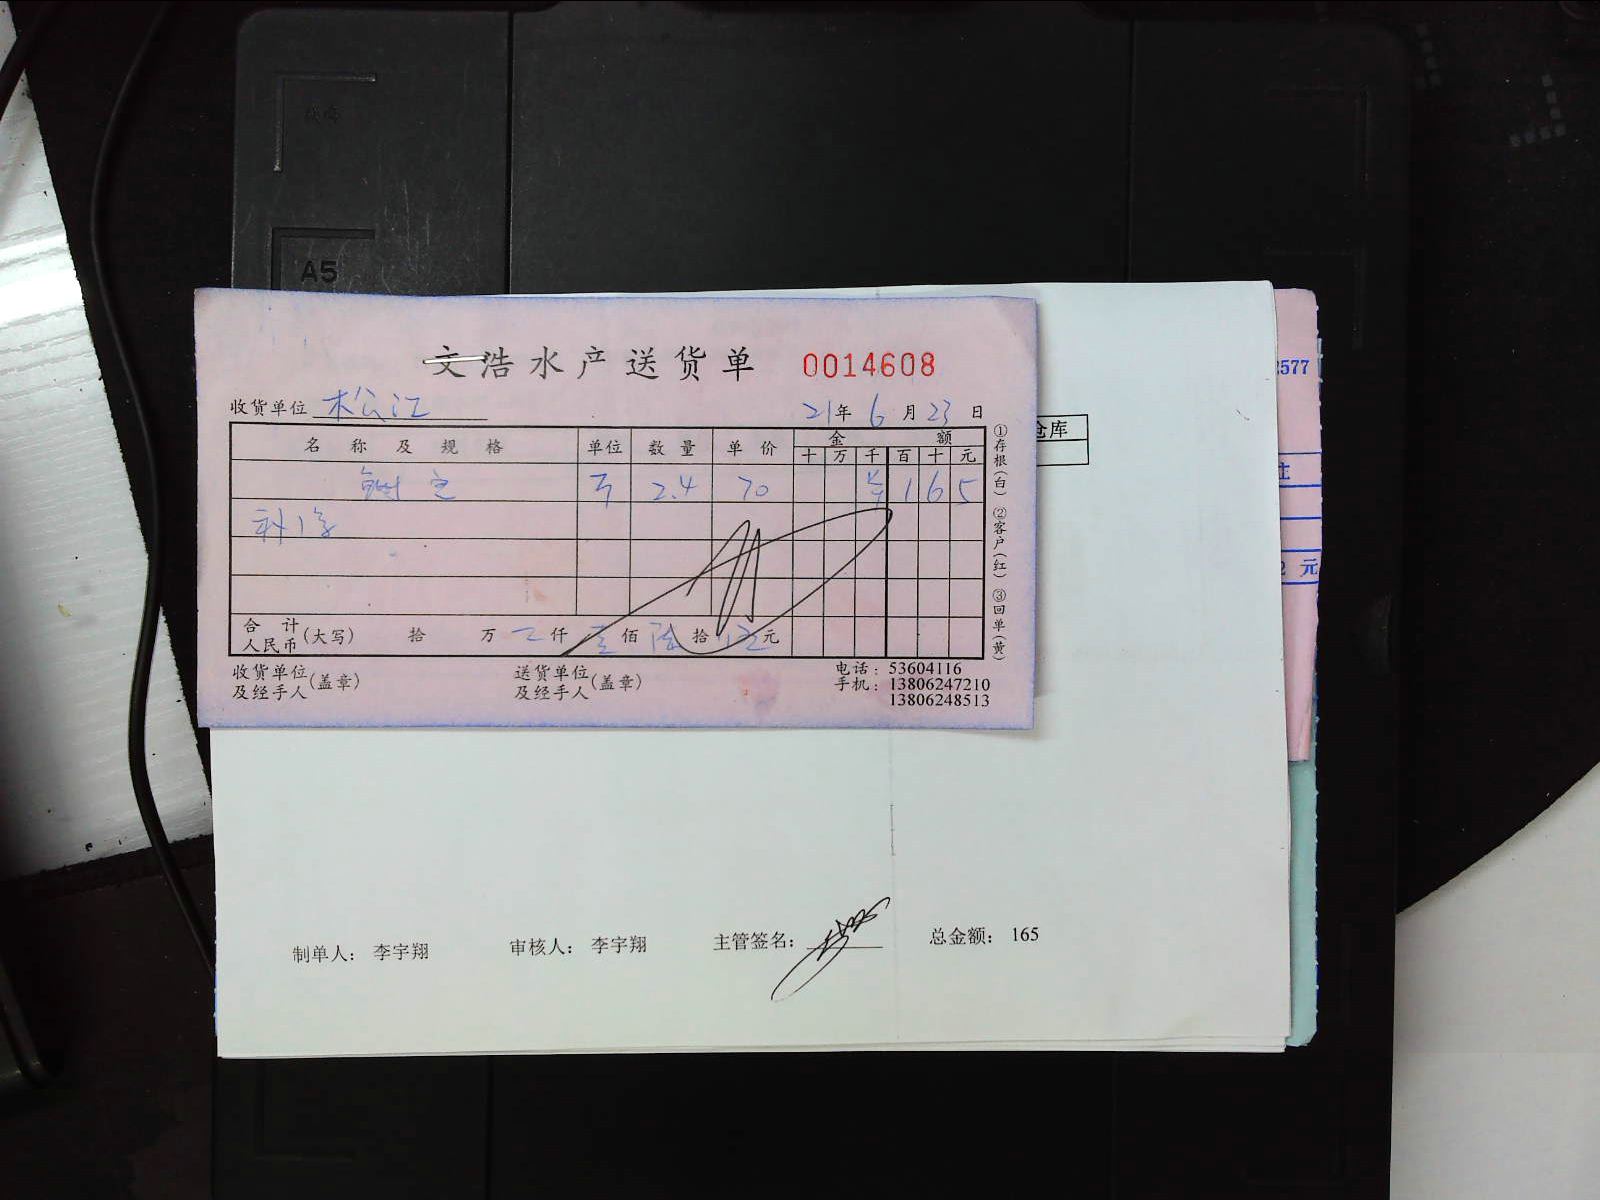 A5
文浩水产送货单 0014608
收货单位 松江 21年6月23日
名称及规格 单位 数量 单价 金额
十 万 千 百 十 元
2.4 70 1 6 5
合计人民币(大写) 拾 万 仟 壹佰 陆拾 伍元
收货单位及经手人(盖章) 送货单位及经手人(盖章)
电话：53604116
手机：13806247210
13806248513
①存根(白) ②客户(红) ③回单(黄)
仓库
2577
2 元
制单人： 李宇翔 审核人： 李宇翔 主管签名： 总金额： 165